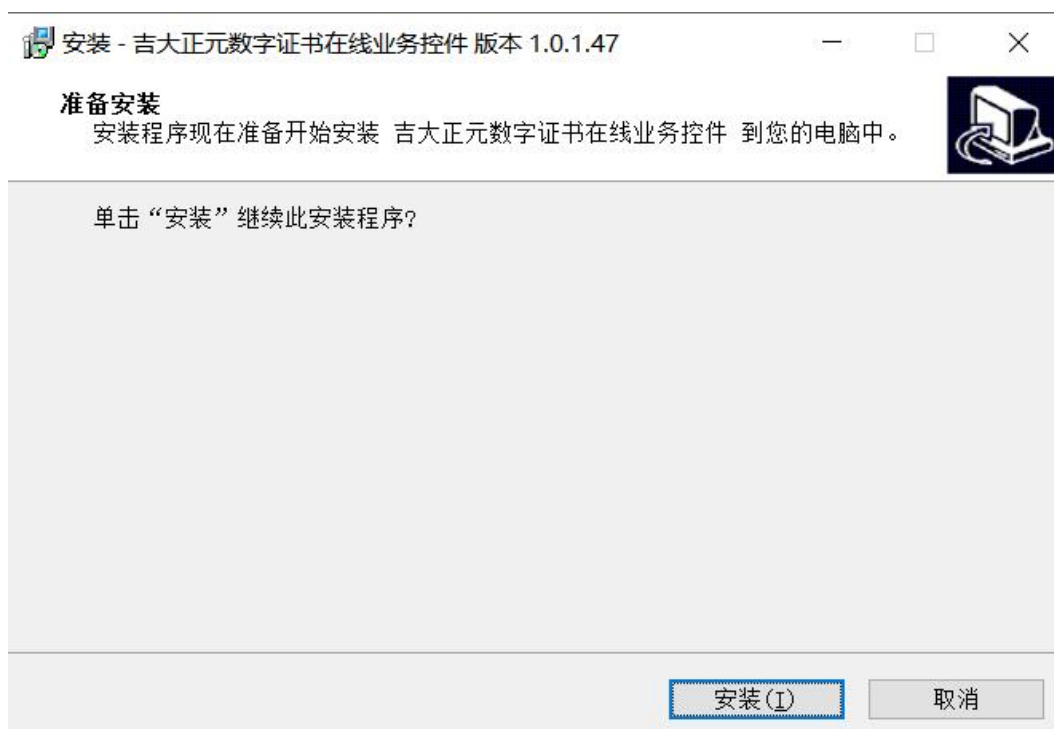 安装 - 吉大正元数字证书在线业务控件 版本 1.0.1.47
准备安装
安装程序现在准备开始安装 吉大正元数字证书在线业务控件 到您的电脑中。
单击“安装”继续此安装程序?
安装(I) 取消